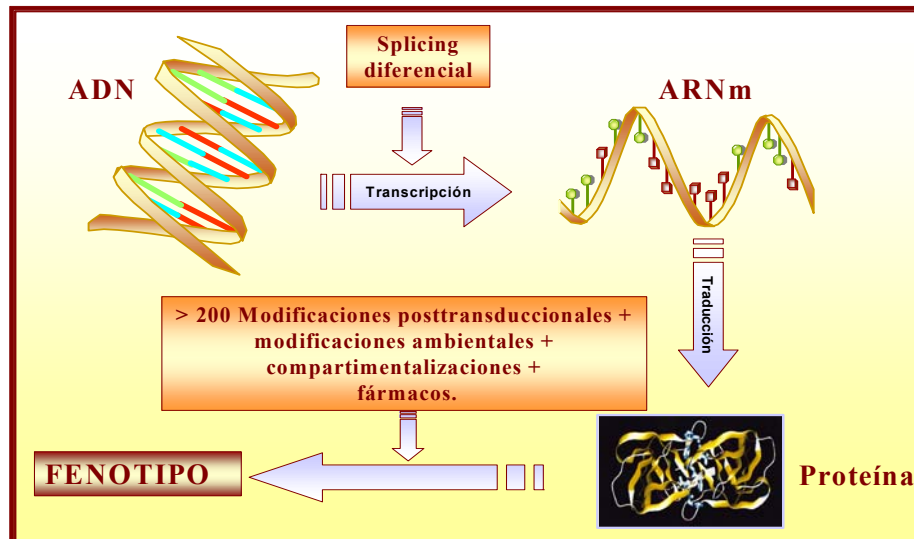 Splicing
diferencial
ADN
ARNm
Transcripción
Traducción
> 200 Modificaciones posttransduccionales +
modificaciones ambientales +
compartimentalizaciones +
fármacos.
FENOTIPO
Proteína